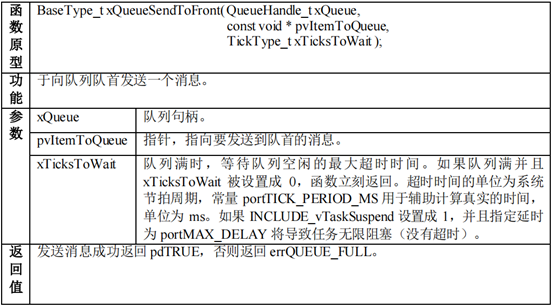 函数原型
BaseType_t xQueueSendToFront( QueueHandle_t xQueue,
const void * pvItemToQueue,
TickType_t xTicksToWait );
功能
于向队列队首发送一个消息。
参数
xQueue
队列句柄。
pvItemToQueue
指针，指向要发送到队首的消息。
xTicksToWait
队列满时，等待队列空闲的最大超时时间。如果队列满并且
xTicksToWait 被设置成 0，函数立刻返回。超时时间的单位为系统
节拍周期，常量 portTICK_PERIOD_MS 用于辅助计算真实的时间，
单位为 ms。如果 INCLUDE_vTaskSuspend 设置成 1，并且指定延时
为 portMAX_DELAY 将导致任务无限阻塞（没有超时）。
返回值
发送消息成功返回 pdTRUE，否则返回 errQUEUE_FULL。